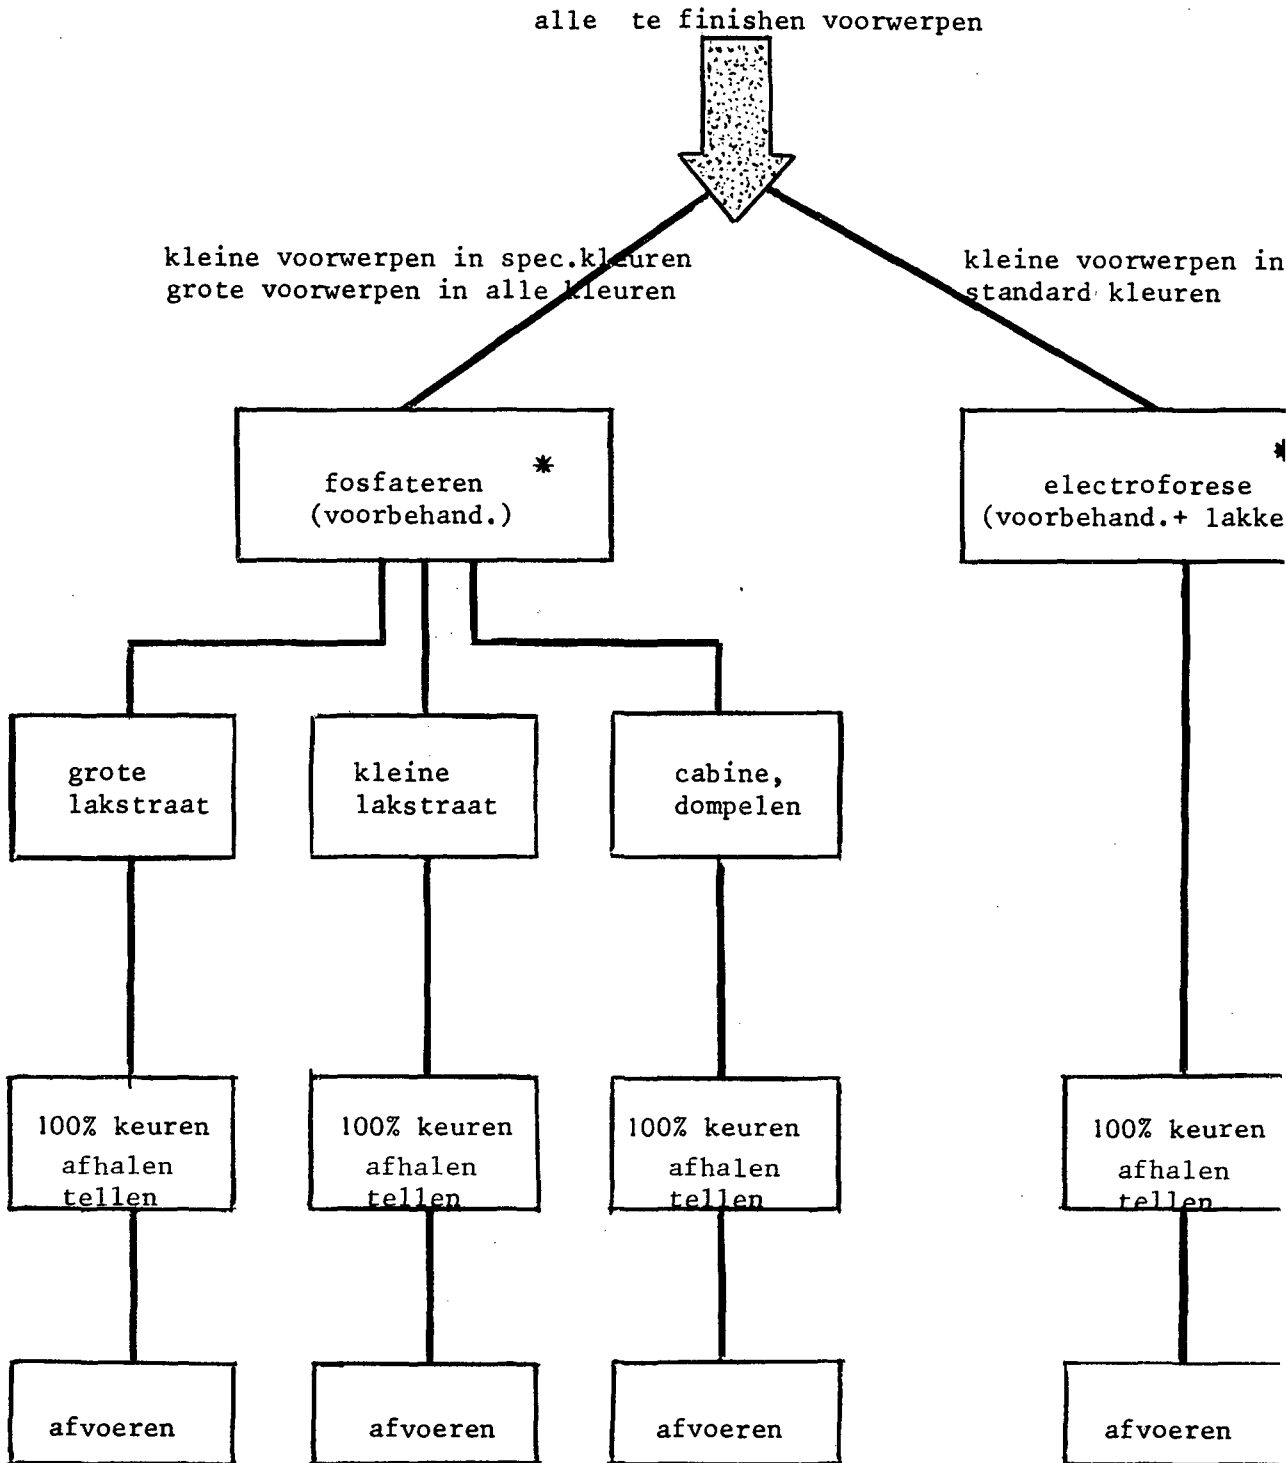 alle te finishen voorwerpen
kleine voorwerpen in spec.kleuren
grote voorwerpen in alle kleuren
kleine voorwerpen in
standard kleuren
fosfateren *
(voorbehand.)
electroforese *
(voorbehand.+ lakke
grote
lakstraat
kleine
lakstraat
cabine,
dompelen
100% keuren
afhalen
tellen
100% keuren
afhalen
tellen
100% keuren
afhalen
tellen
100% keuren
afhalen
tellen
afvoeren
afvoeren
afvoeren
afvoeren